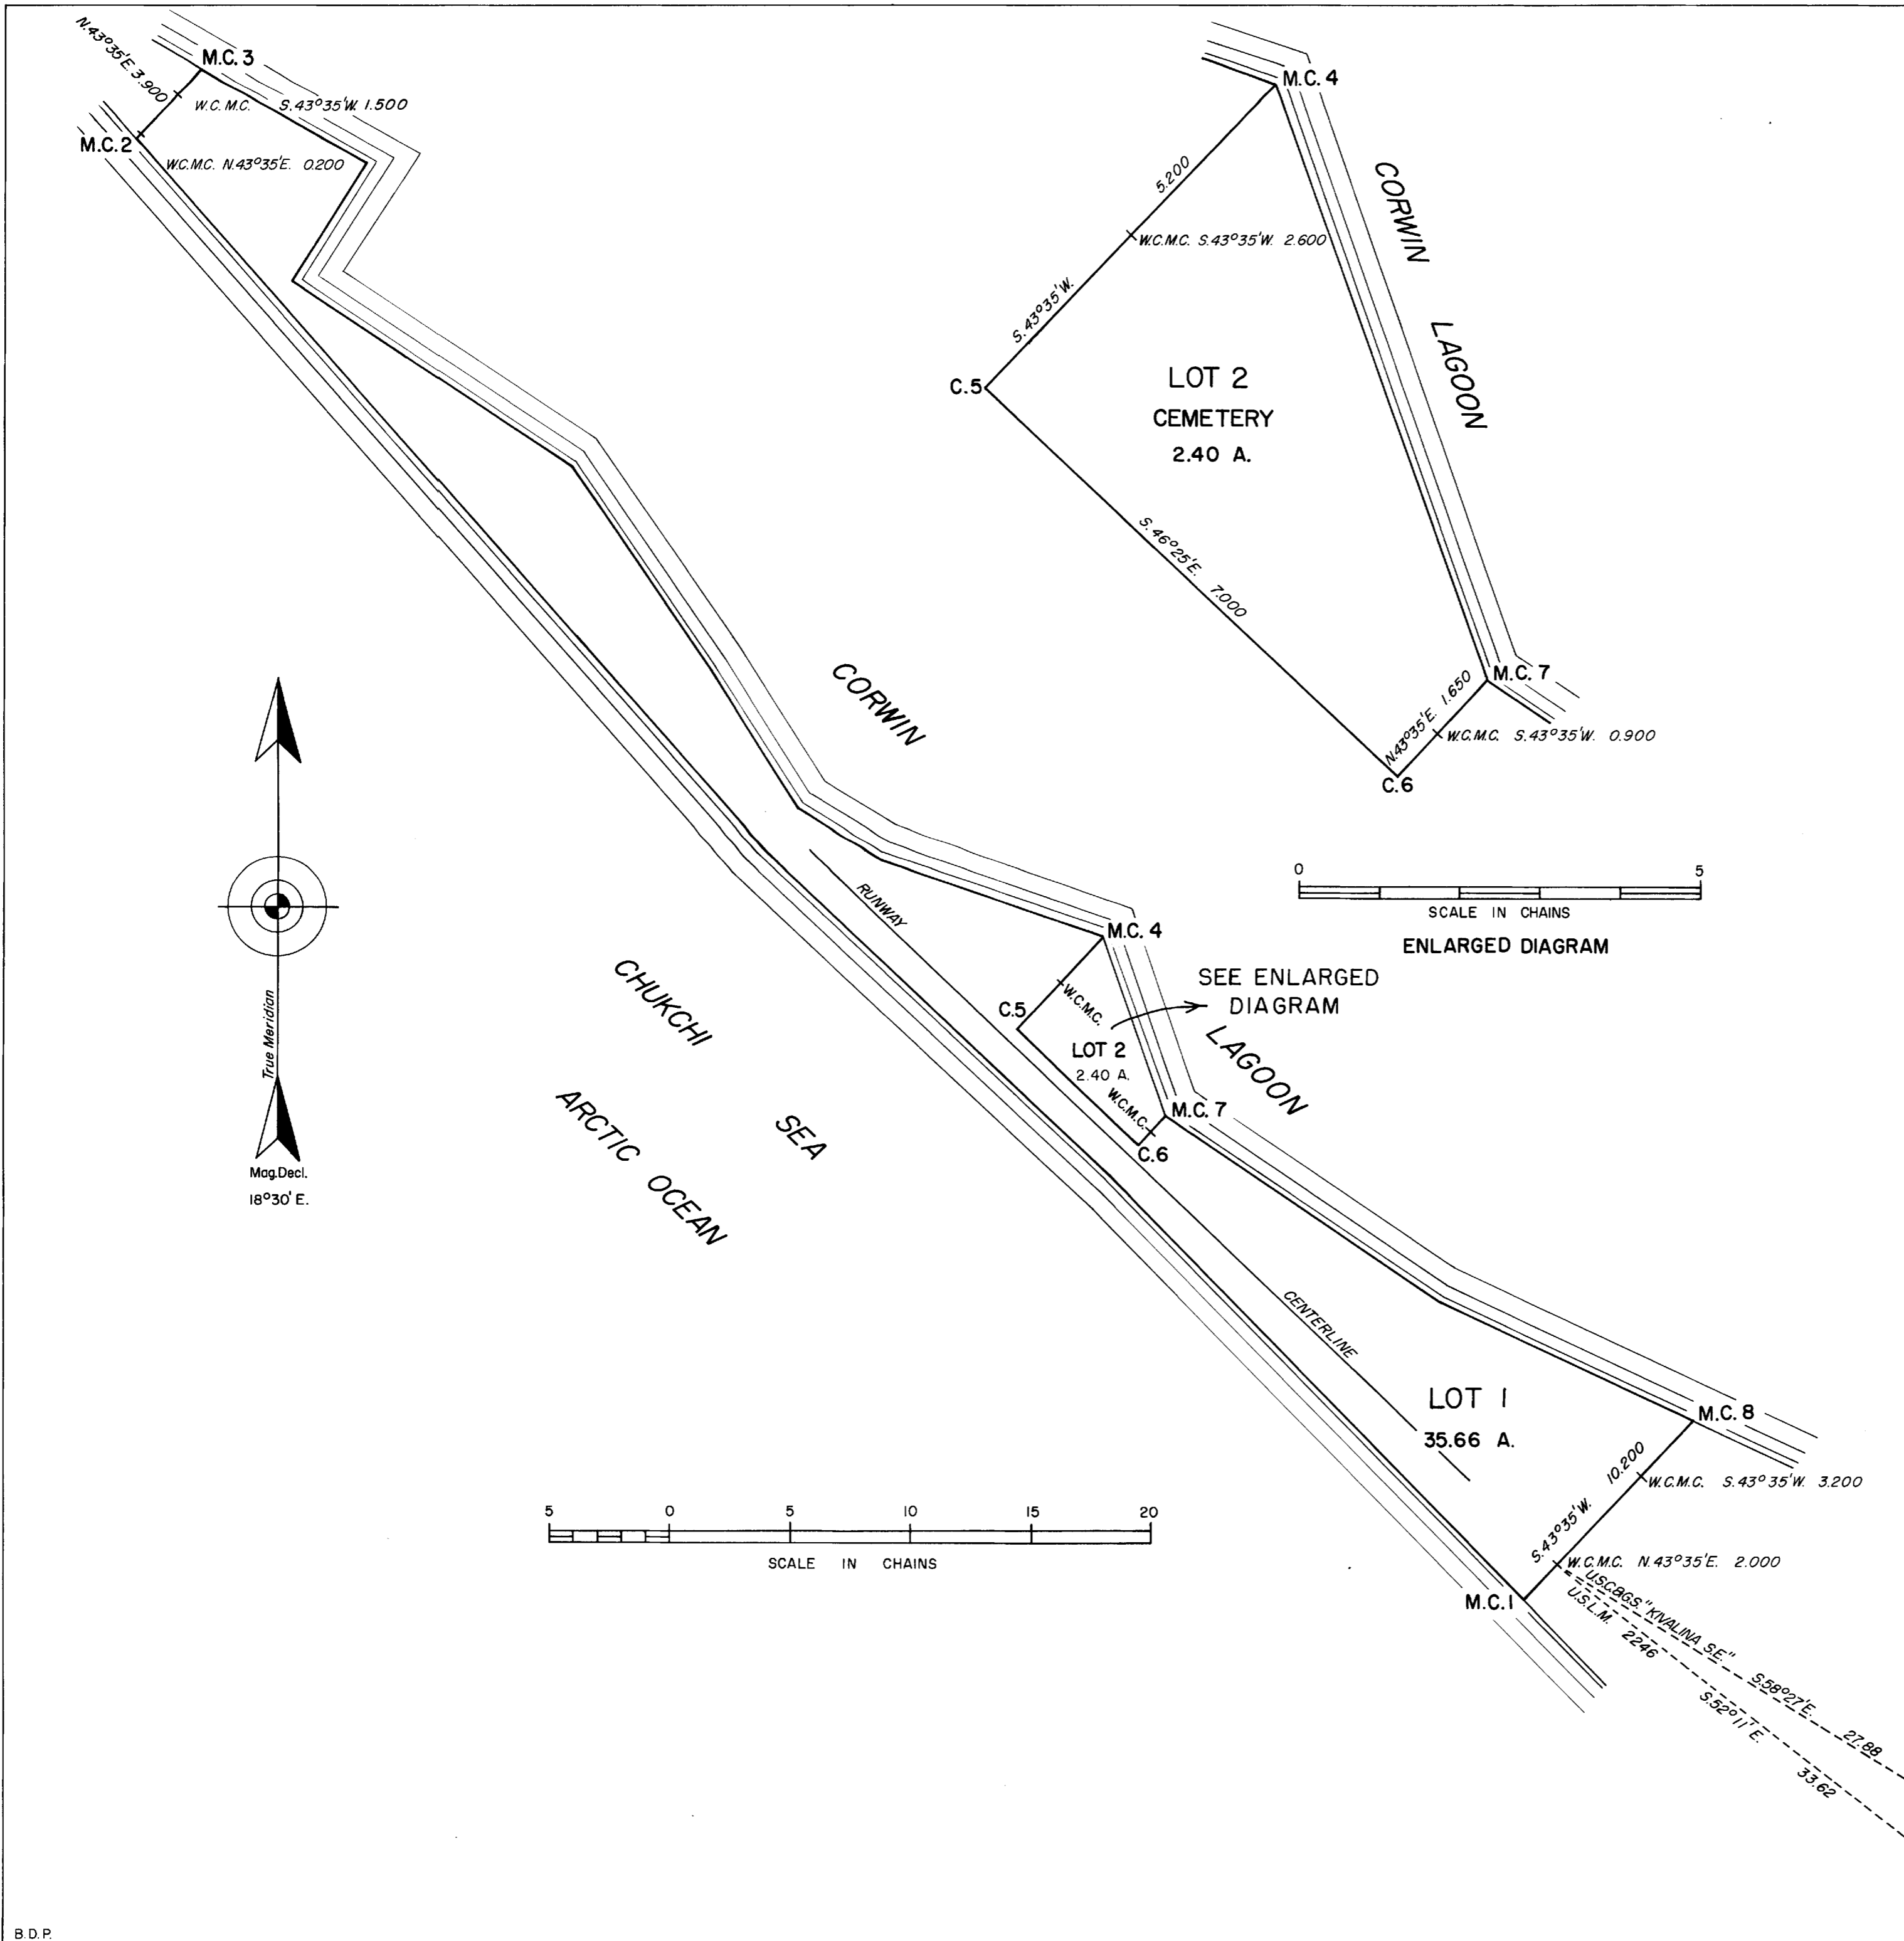 N.43°35'E. 3.900
M.C. 3
W.C.M.C. S.43°35'W. 1.500
M.C. 2
W.C.M.C. N.43°35'E. 0.200
M.C. 4
5.200
W.C.M.C. S.43°35'W. 2.600
S.43°35'W.
C.5
CORWIN
LAGOON
LOT 2
CEMETERY
2.40 A.
S.46°25'E. 7.000
M.C. 7
N.43°35'E. 1.650
W.C.M.C. S.43°35'W. 0.900
C.6
0 5
SCALE IN CHAINS
ENLARGED DIAGRAM
CORWIN
LAGOON
RUNWAY
M.C. 4
SEE ENLARGED
DIAGRAM
W.C.M.C.
C.5
LOT 2
2.40 A.
W.C.M.C.
M.C. 7
C.6
CHUKCHI
SEA
ARCTIC OCEAN
True Meridian
Mag.Decl.
18°30'E.
CENTERLINE
LOT 1
35.66 A.
M.C. 8
10.200
W.C.M.C. S.43°35'W. 3.200
S.43°35'W.
W.C.M.C. N.43°35'E. 2.000
M.C.1
U.S.C.&G.S. "KIVALINA S.E." S.58°27'E. 27.88
U.S.L.M. 2246 S.52°11'E. 33.62
5 0 5 10 15 20
SCALE IN CHAINS
B.D.P.